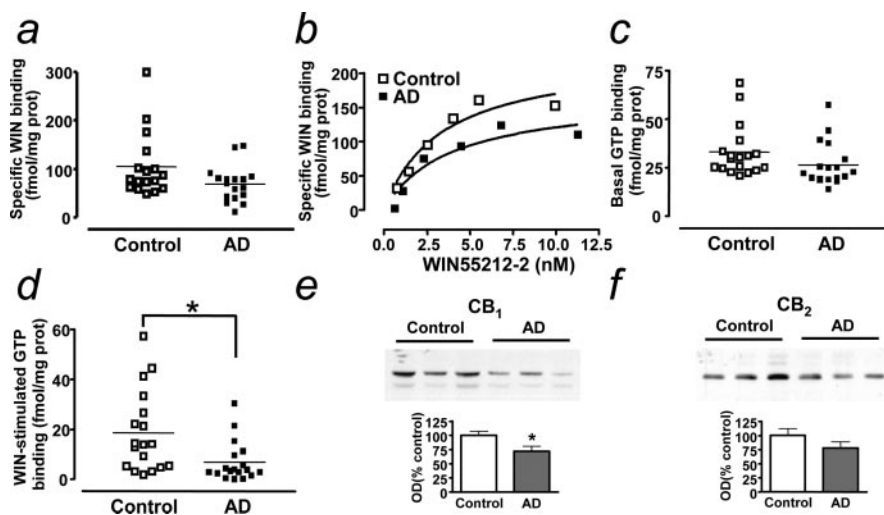 a
Specific WIN binding
(fmol/mg prot)
300
200
100
0
Control
AD
b
Specific WIN binding
(fmol/mg prot)
200
150
100
50
0
Control
AD
0.0
2.5
5.0
7.5
10.0
12.5
WIN55212-2 (nM)
c
Basal GTP binding
(fmol/mg prot)
75
50
25
0
Control
AD
d
WIN-stimulated GTP
binding (fmol/mg prot)
60
40
20
0
*
Control
AD
e
CB1
Control
AD
OD(% control)
125
100
75
50
25
0
*
Control
AD
f
CB2
Control
AD
OD(% control)
125
100
75
50
25
0
Control
AD